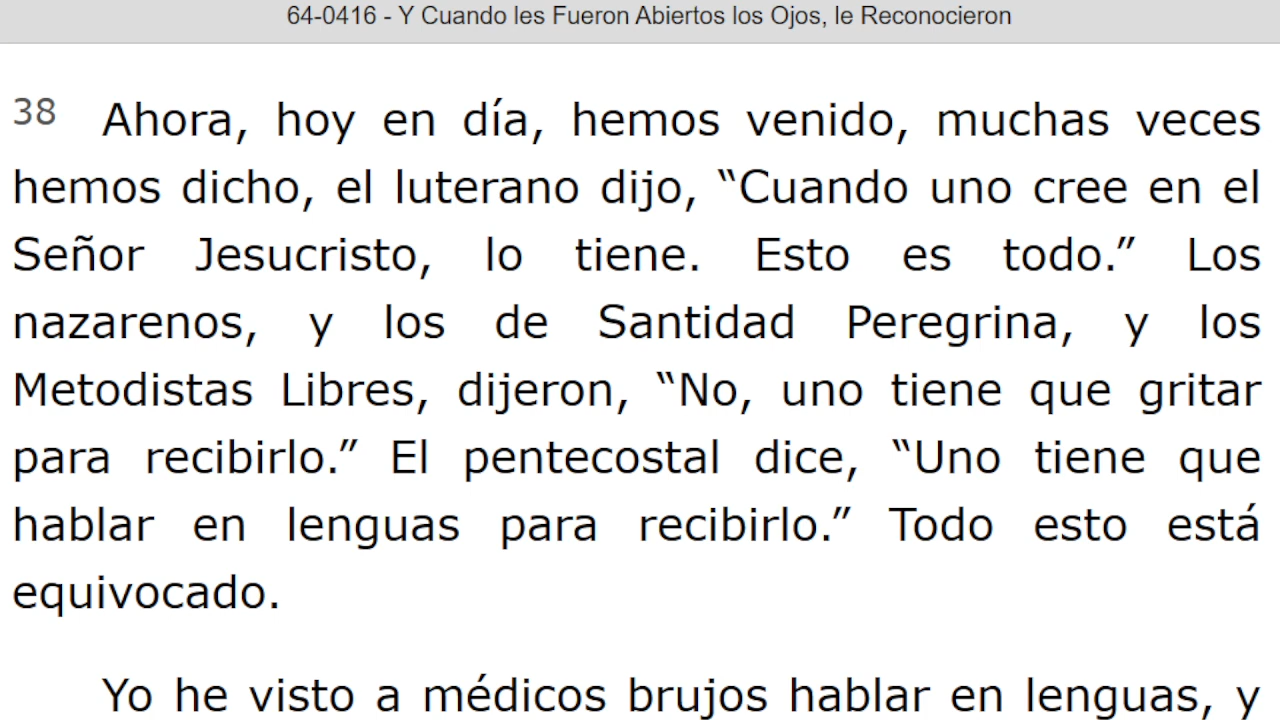 64-0416 - Y Cuando les Fueron Abiertos los Ojos, le Reconocieron
38 Ahora, hoy en día, hemos venido, muchas veces
hemos dicho, el luterano dijo, “Cuando uno cree en el
Señor Jesucristo, lo tiene. Esto es todo.” Los
nazarenos, y los de Santidad Peregrina, y los
Metodistas Libres, dijeron, “No, uno tiene que gritar
para recibirlo.” El pentecostal dice, “Uno tiene que
hablar en lenguas para recibirlo.” Todo esto está
equivocado.
Yo he visto a médicos brujos hablar en lenguas, y